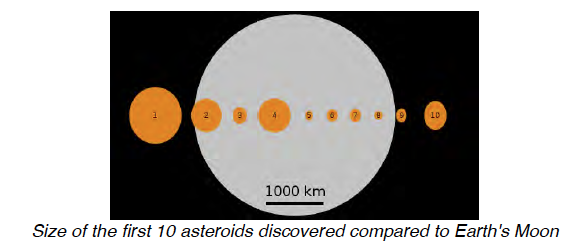 1 2 3 4 5 6 7 8 9 10
1000 km
Size of the first 10 asteroids discovered compared to Earth's Moon